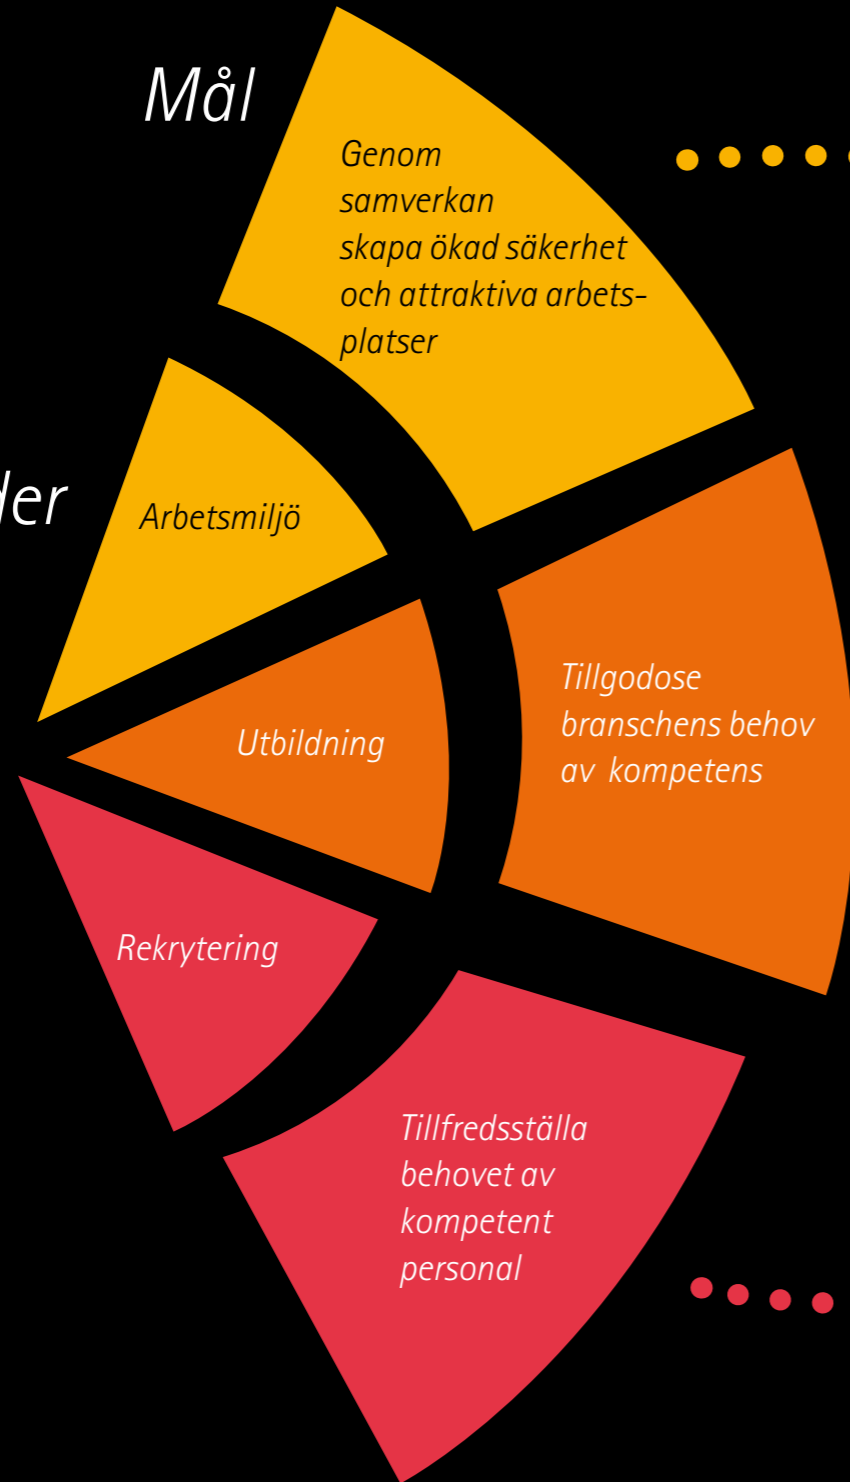 Mål
Genom
samverkan
skapa ökad säkerhet
och attraktiva arbets-
platser
Arbetsmiljö
Utbildning
Tillgodose
branschens behov
av kompetens
Rekrytering
Tillfredsställa
behovet av
kompetent
personal